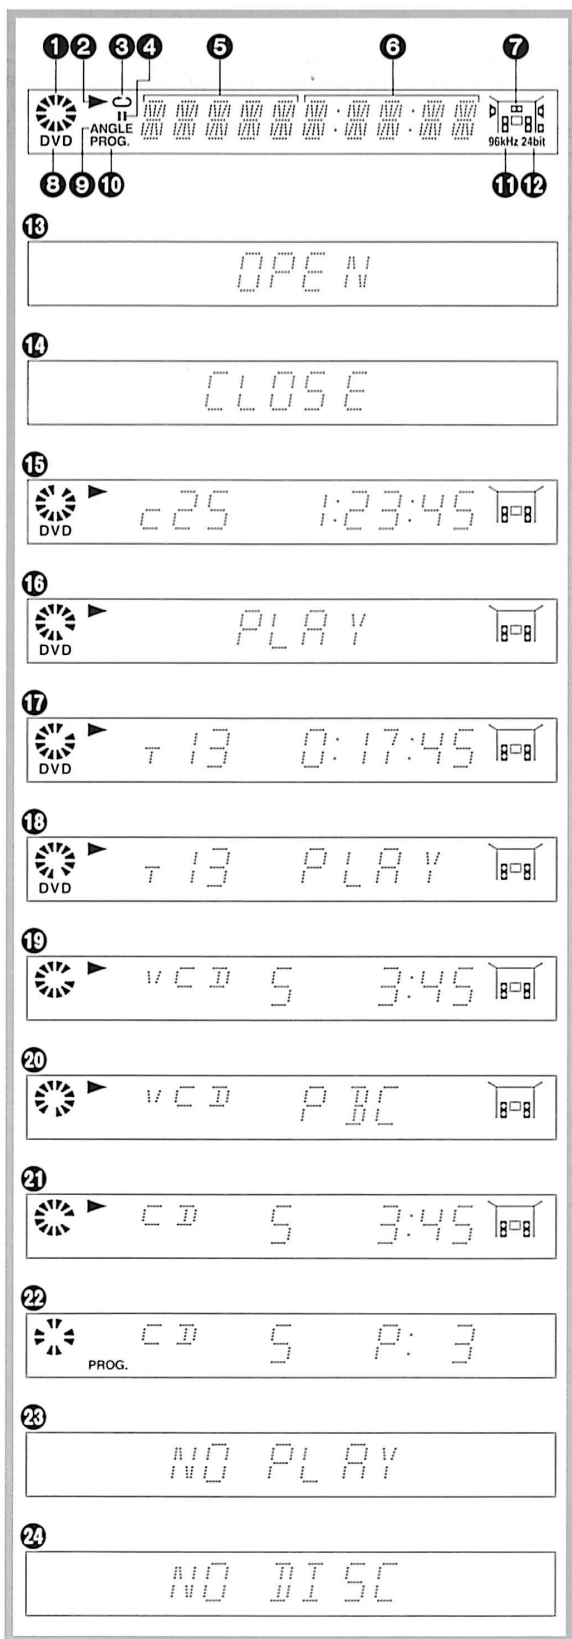 1 2 3 4 5 6 7
DVD ANGLE PROG. 96kHz 24bit
8 9 10 11 12
13
OPEN
14
CLOSE
15
DVD c25 1:23:45
16
DVD PLAY
17
DVD T 13 0:17:45
18
DVD T 13 PLAY
19
VCD 5 3:45
20
VCD PBC
21
CD 5 3:45
22
PROG. CD 5 P: 3
23
NO PLAY
24
NO DISC